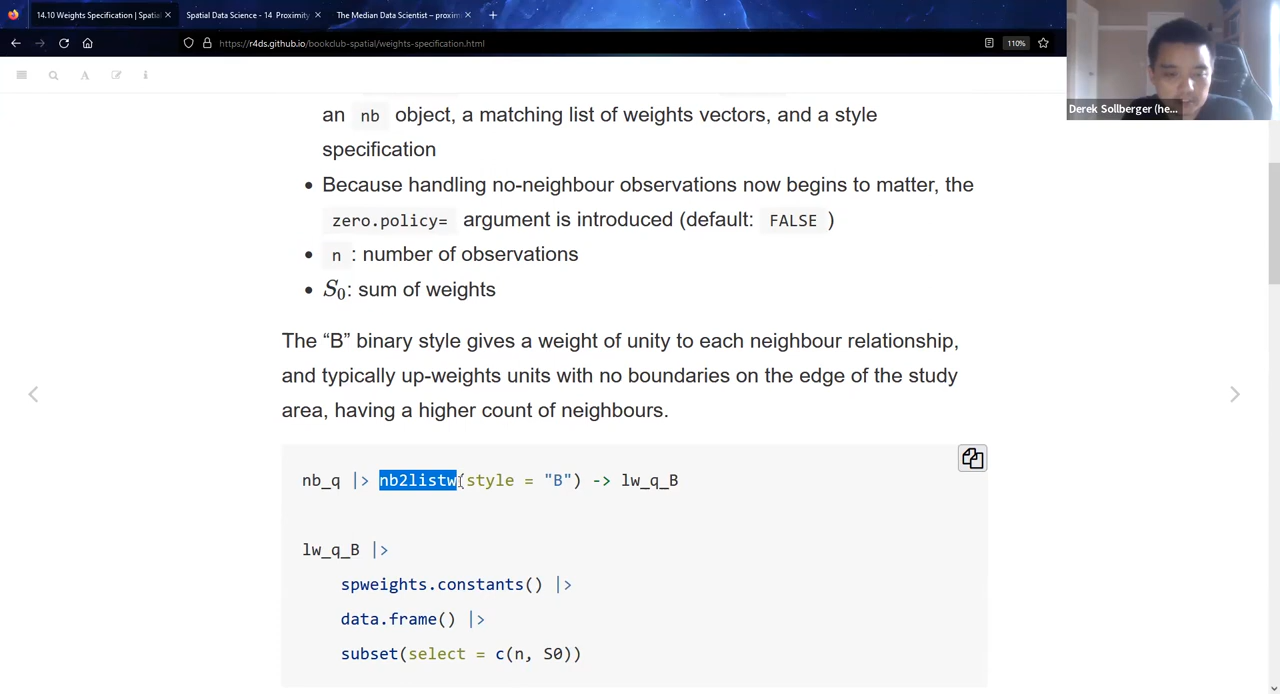 14.10 Weights Specification | Spatial
Spatial Data Science - 14 Proximity
The Median Data Scientist – proxim
https://r4ds.github.io/bookclub-spatial/weights-specification.html
110%
Derek Sollberger (he...
an nb object, a matching list of weights vectors, and a style
specification
• Because handling no-neighbour observations now begins to matter, the
zero.policy= argument is introduced (default: FALSE )
• n : number of observations
• S0: sum of weights
The “B” binary style gives a weight of unity to each neighbour relationship,
and typically up-weights units with no boundaries on the edge of the study
area, having a higher count of neighbours.
nb_q |> nb2listw(style = "B") -> lw_q_B
lw_q_B |>
spweights.constants() |>
data.frame() |>
subset(select = c(n, S0))